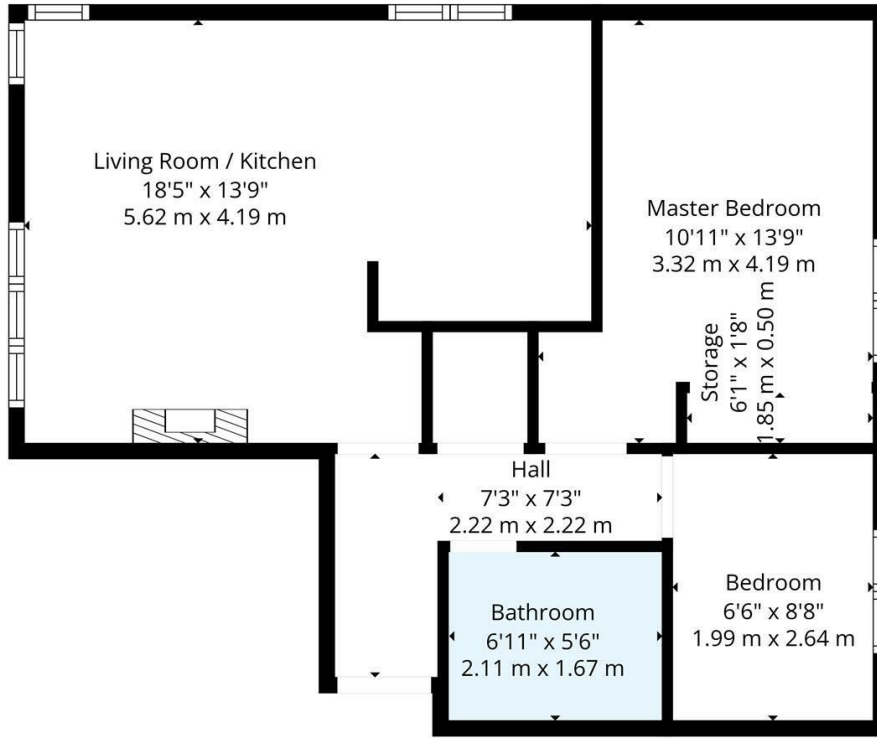 Living Room / Kitchen
18'5" x 13'9"
5.62 m x 4.19 m
Master Bedroom
10'11" x 13'9"
3.32 m x 4.19 m
Storage
6'1" x 1'8"
1.85 m x 0.50 m
Hall
7'3" x 7'3"
2.22 m x 2.22 m
Bathroom
6'11" x 5'6"
2.11 m x 1.67 m
Bedroom
6'6" x 8'8"
1.99 m x 2.64 m